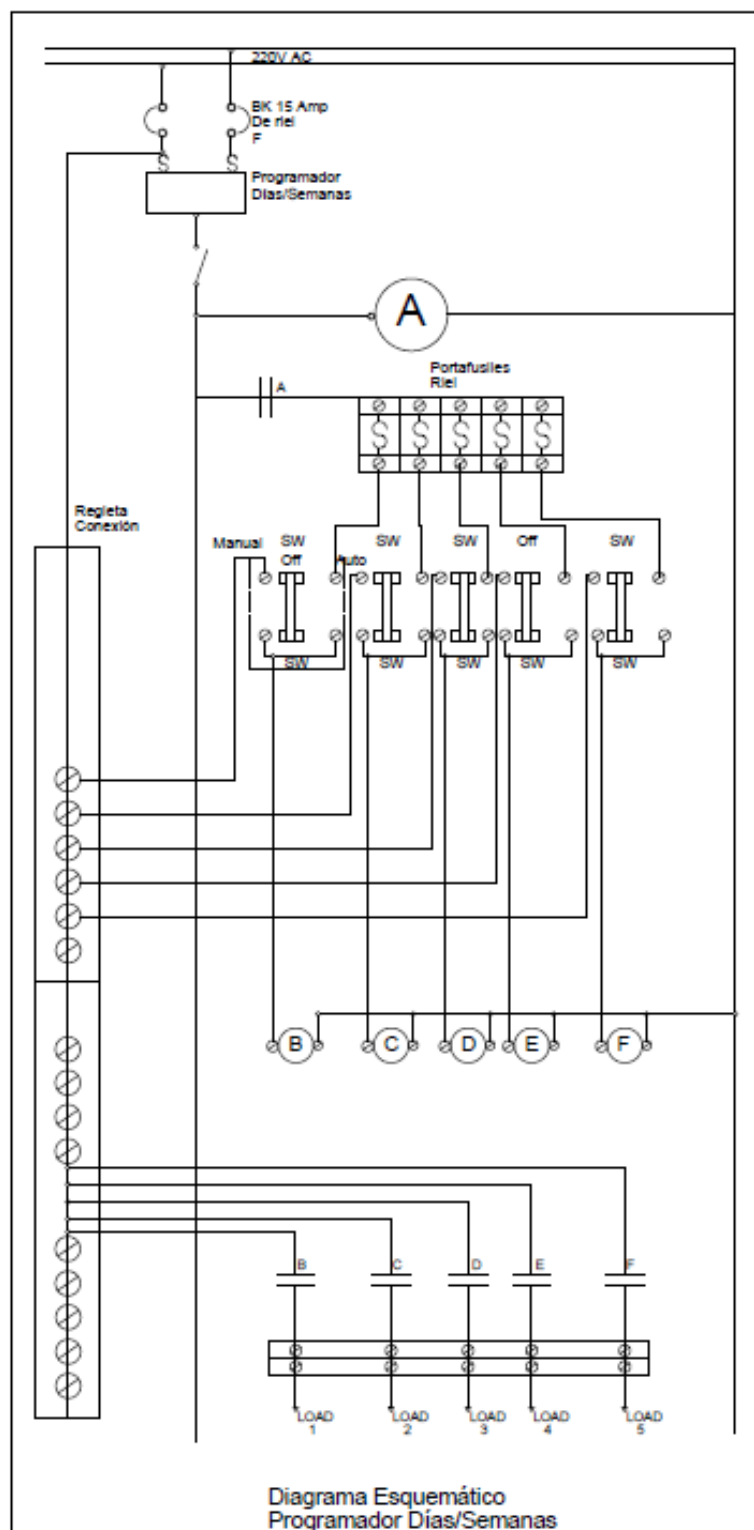 220V AC
BK 15 Amp
De riel
F
Programador
Días/Semanas
A
A
Portafusiles
Riel
Regleta
Conexión
Manual
SW
Off
Auto
SW
SW
Off
SW
SW
SW
SW
SW
SW
B
C
D
E
F
B
C
D
E
F
LOAD
1
LOAD
2
LOAD
3
LOAD
4
LOAD
5
Diagrama Esquemático
Programador Días/Semanas